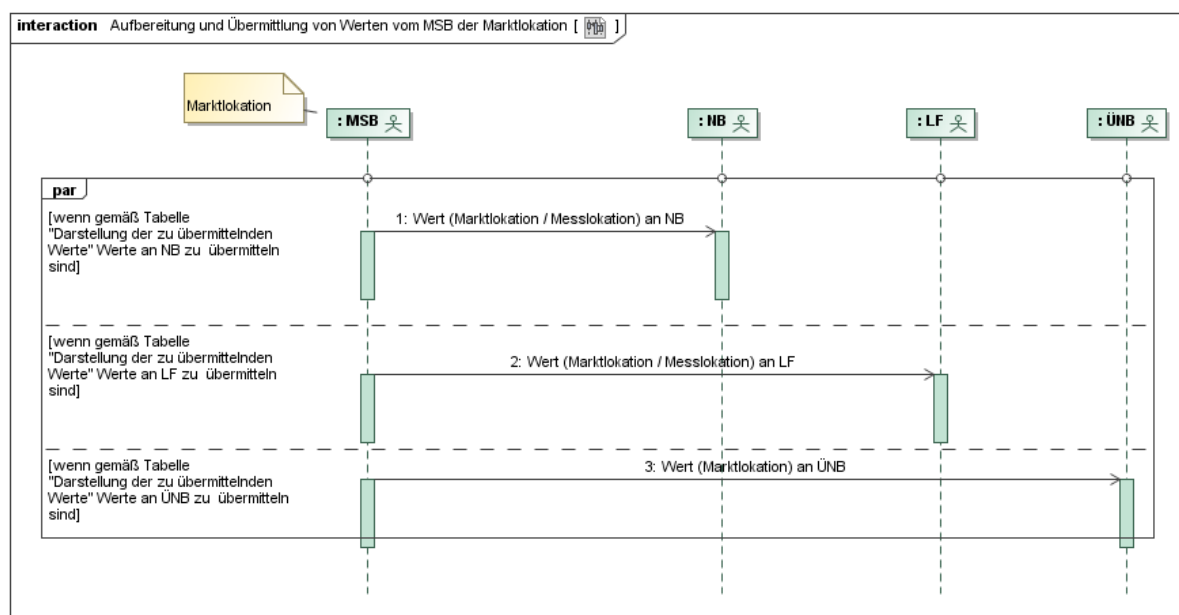 interaction Aufbereitung und Übermittlung von Werten vom MSB der Marktlokation [ ]
Marktlokation
: MSB
: NB
: LF
: ÜNB
par
[wenn gemäß Tabelle
"Darstellung der zu übermittelnden
Werte" Werte an NB zu übermitteln
sind]
1: Wert (Marktlokation / Messlokation) an NB
[wenn gemäß Tabelle
"Darstellung der zu übermittelnden
Werte" Werte an LF zu übermitteln
sind]
2: Wert (Marktlokation / Messlokation) an LF
[wenn gemäß Tabelle
"Darstellung der zu übermittelnden
Werte" Werte an ÜNB zu übermitteln
sind]
3: Wert (Marktlokation) an ÜNB